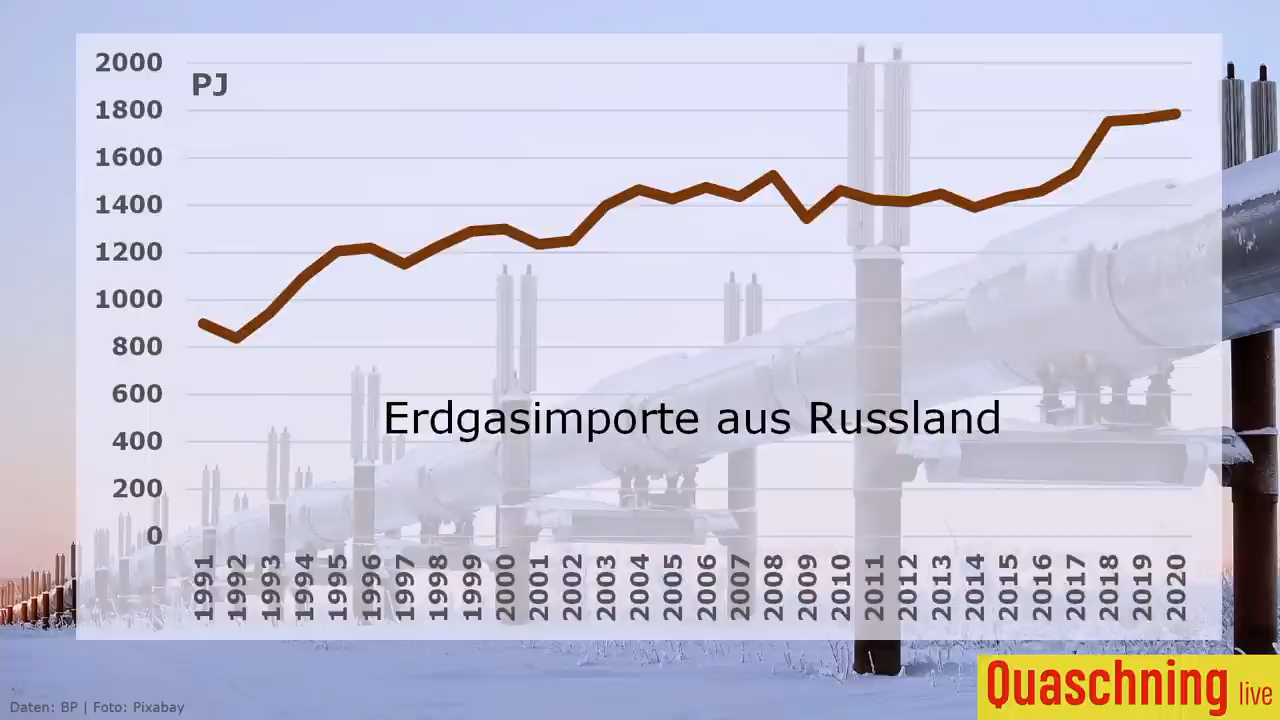 2000
PJ
1800
1600
1400
1200
1000
800
600
400
200
0
Erdgasimporte aus Russland
1991 1992 1993 1994 1995 1996 1997 1998 1999 2000 2001 2002 2003 2004 2005 2006 2007 2008 2009 2010 2011 2012 2013 2014 2015 2016 2017 2018 2019 2020
Quaschning live
Daten: BP | Foto: Pixabay